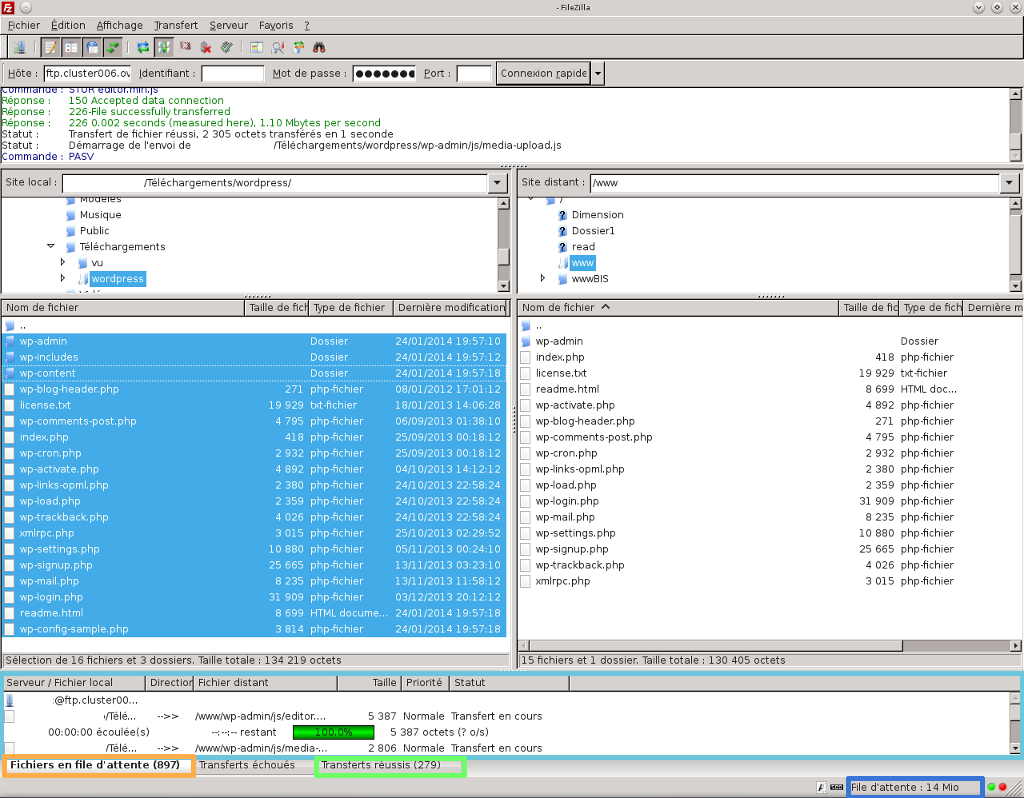 - FileZilla
Fichier Édition Affichage Transfert Serveur Favoris ?
Hôte : ftp.cluster006.ov Identifiant : Mot de passe : ●●●●●●● Port : Connexion rapide
Commande : STOR editor.min.js
Réponse : 150 Accepted data connection
Réponse : 226-File successfully transferred
Réponse : 226 0.002 seconds (measured here), 1.10 Mbytes per second
Statut : Transfert de fichier réussi, 2 305 octets transférés en 1 seconde
Statut : Démarrage de l'envoi de /Téléchargements/wordpress/wp-admin/js/media-upload.js
Commande : PASV
Site local : /Téléchargements/wordpress/
Modèles
Musique
Public
Téléchargements
vu
wordpress
Site distant : /www
/
Dimension
Dossier1
read
www
wwwBIS
Nom de fichier Taille de fich Type de fichier Dernière modification
..
wp-admin Dossier 24/01/2014 19:57:10
wp-includes Dossier 24/01/2014 19:57:12
wp-content Dossier 24/01/2014 19:57:18
wp-blog-header.php 271 php-fichier 08/01/2012 17:01:12
license.txt 19 929 txt-fichier 18/01/2013 14:06:28
wp-comments-post.php 4 795 php-fichier 06/09/2013 01:38:10
index.php 418 php-fichier 25/09/2013 00:18:12
wp-cron.php 2 932 php-fichier 25/09/2013 00:18:12
wp-activate.php 4 892 php-fichier 04/10/2013 14:12:12
wp-links-opml.php 2 380 php-fichier 24/10/2013 22:58:24
wp-load.php 2 359 php-fichier 24/10/2013 22:58:24
wp-trackback.php 4 026 php-fichier 24/10/2013 22:58:24
xmlrpc.php 3 015 php-fichier 25/10/2013 02:29:52
wp-settings.php 10 880 php-fichier 05/11/2013 00:24:10
wp-signup.php 25 665 php-fichier 13/11/2013 03:23:10
wp-mail.php 8 235 php-fichier 13/11/2013 11:58:12
wp-login.php 31 909 php-fichier 03/12/2013 20:12:12
readme.html 8 699 HTML docume... 24/01/2014 19:57:18
wp-config-sample.php 3 814 php-fichier 24/01/2014 19:57:18
Sélection de 16 fichiers et 3 dossiers. Taille totale : 134 219 octets
Nom de fichier Taille de fic Type de fich Dernière m
..
wp-admin Dossier
index.php 418 php-fichier
license.txt 19 929 txt-fichier
readme.html 8 699 HTML doc...
wp-activate.php 4 892 php-fichier
wp-blog-header.php 271 php-fichier
wp-comments-post.php 4 795 php-fichier
wp-cron.php 2 932 php-fichier
wp-links-opml.php 2 380 php-fichier
wp-load.php 2 359 php-fichier
wp-login.php 31 909 php-fichier
wp-mail.php 8 235 php-fichier
wp-settings.php 10 880 php-fichier
wp-signup.php 25 665 php-fichier
wp-trackback.php 4 026 php-fichier
xmlrpc.php 3 015 php-fichier
15 fichiers et 1 dossier. Taille totale : 130 405 octets
Serveur / Fichier local Direction Fichier distant Taille Priorité Statut
:@ftp.cluster00...
/Télé... -->> /www/wp-admin/js/editor.... 5 387 Normale Transfert en cours
00:00:00 écoulée(s) --:--:-- restant 100.0% 5 387 octets (? o/s)
/Télé... -->> /www/wp-admin/js/media-... 2 806 Normale Transfert en cours
Fichiers en file d'attente (897) Transferts échoués Transferts réussis (279)
File d'attente : 14 Mio